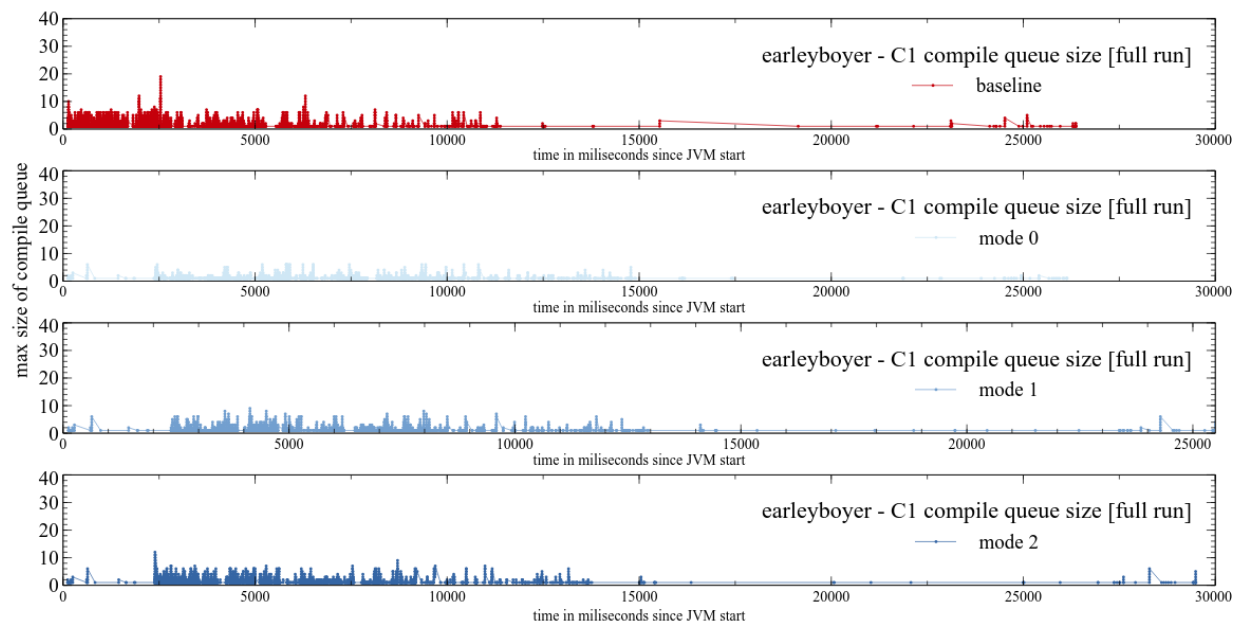 max size of compile queue
40
30
20
10
0
earleyboyer - C1 compile queue size [full run]
baseline
0 5000 10000 15000 20000 25000 30000
time in miliseconds since JVM start
40
30
20
10
0
earleyboyer - C1 compile queue size [full run]
mode 0
0 5000 10000 15000 20000 25000 30000
time in miliseconds since JVM start
40
30
20
10
0
earleyboyer - C1 compile queue size [full run]
mode 1
0 5000 10000 15000 20000 25000
time in miliseconds since JVM start
40
30
20
10
0
earleyboyer - C1 compile queue size [full run]
mode 2
0 5000 10000 15000 20000 25000 30000
time in miliseconds since JVM start